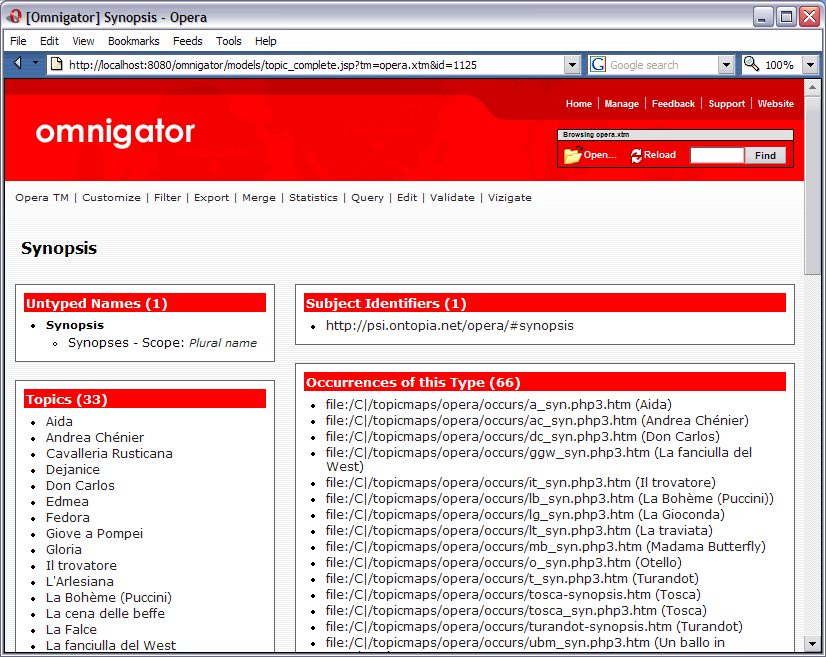 [Omnigator] Synopsis - Opera
File Edit View Bookmarks Feeds Tools Help
http://localhost:8080/omnigator/models/topic_complete.jsp?tm=opera.xtm&id=1125
G Google search
100%
Home | Manage | Feedback | Support | Website
omnigator
Browsing opera.xtm
Open... Reload Find
Opera TM | Customize | Filter | Export | Merge | Statistics | Query | Edit | Validate | Vizigate
Synopsis
Untyped Names (1)
• Synopsis
◦ Synopses - Scope: Plural name
Topics (33)
• Aida
• Andrea Chénier
• Cavalleria Rusticana
• Dejanice
• Don Carlos
• Edmea
• Fedora
• Giove a Pompei
• Gloria
• Il trovatore
• L'Arlesiana
• La Bohème (Puccini)
• La cena delle beffe
• La Falce
• La fanciulla del West
Subject Identifiers (1)
• http://psi.ontopia.net/opera/#synopsis
Occurrences of this Type (66)
• file:/C|/topicmaps/opera/occurs/a_syn.php3.htm (Aida)
• file:/C|/topicmaps/opera/occurs/ac_syn.php3.htm (Andrea Chénier)
• file:/C|/topicmaps/opera/occurs/dc_syn.php3.htm (Don Carlos)
• file:/C|/topicmaps/opera/occurs/ggw_syn.php3.htm (La fanciulla del
West)
• file:/C|/topicmaps/opera/occurs/it_syn.php3.htm (Il trovatore)
• file:/C|/topicmaps/opera/occurs/lb_syn.php3.htm (La Bohème (Puccini))
• file:/C|/topicmaps/opera/occurs/lg_syn.php3.htm (La Gioconda)
• file:/C|/topicmaps/opera/occurs/lt_syn.php3.htm (La traviata)
• file:/C|/topicmaps/opera/occurs/mb_syn.php3.htm (Madama Butterfly)
• file:/C|/topicmaps/opera/occurs/o_syn.php3.htm (Otello)
• file:/C|/topicmaps/opera/occurs/t_syn.php3.htm (Turandot)
• file:/C|/topicmaps/opera/occurs/tosca-synopsis.htm (Tosca)
• file:/C|/topicmaps/opera/occurs/tosca_syn.php3.htm (Tosca)
• file:/C|/topicmaps/opera/occurs/turandot-synopsis.htm (Turandot)
• file:/C|/topicmaps/opera/occurs/ubm_syn.php3.htm (Un ballo in